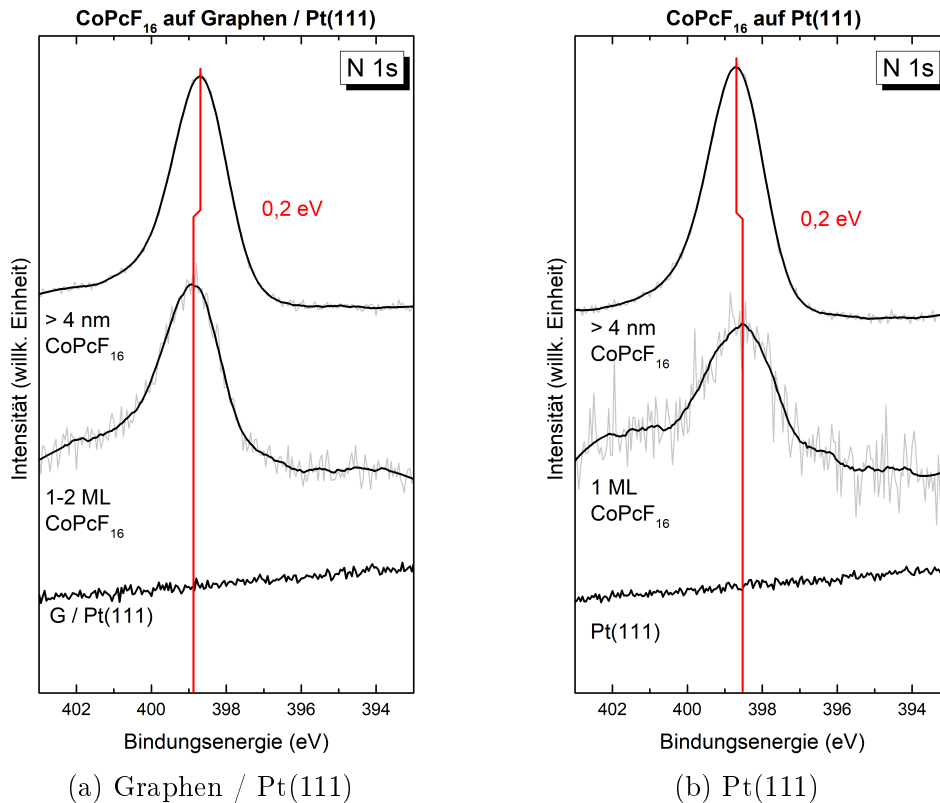 CoPcF₁₆ auf Graphen / Pt(111)
N 1s
0,2 eV
> 4 nm
CoPcF₁₆
1-2 ML
CoPcF₁₆
G / Pt(111)
402 400 398 396 394
Bindungsenergie (eV)
Intensität (willk. Einheit)
(a) Graphen / Pt(111)
CoPcF₁₆ auf Pt(111)
N 1s
0,2 eV
> 4 nm
CoPcF₁₆
1 ML
CoPcF₁₆
Pt(111)
402 400 398 396 394
Bindungsenergie (eV)
Intensität (willk. Einheit)
(b) Pt(111)